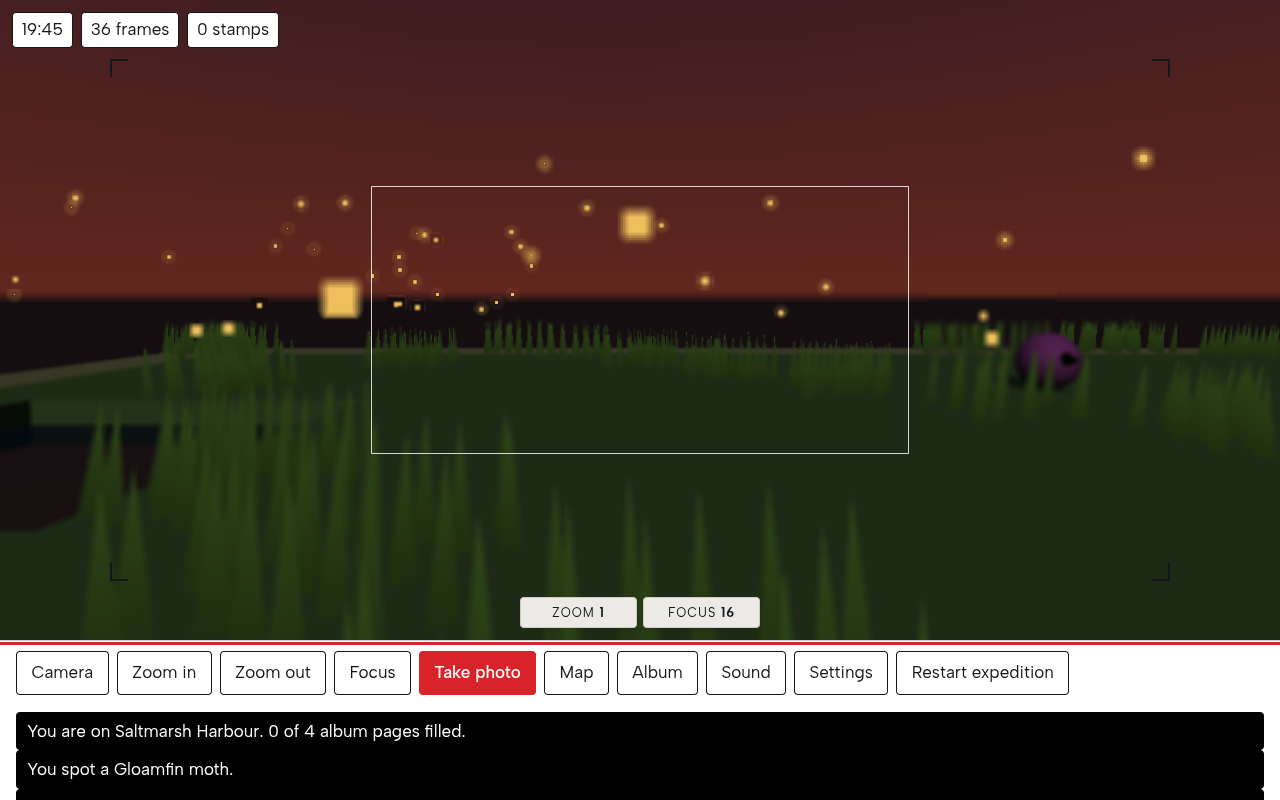 19:45 36 frames 0 stamps
ZOOM 1 FOCUS 16
Camera Zoom in Zoom out Focus Take photo Map Album Sound Settings Restart expedition
You are on Saltmarsh Harbour. 0 of 4 album pages filled.
You spot a Gloamfin moth.